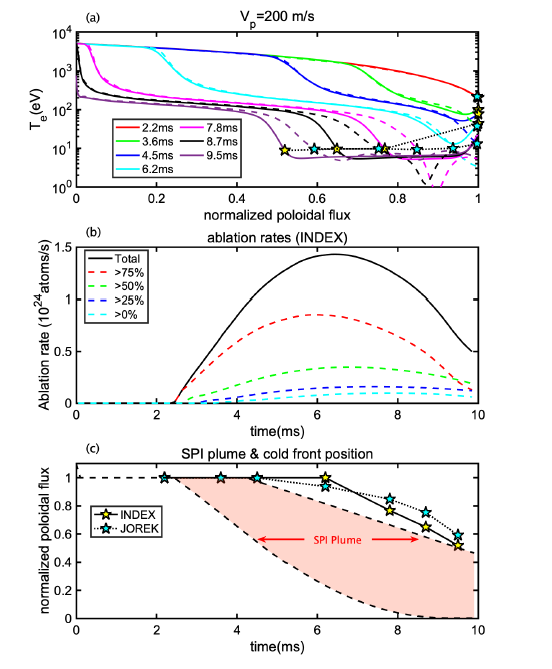 (a)
V_p=200 m/s
10^4
10^3
10^2
10^1
10^0
T_e(eV)
2.2ms
3.6ms
4.5ms
6.2ms
7.8ms
8.7ms
9.5ms
0 0.2 0.4 0.6 0.8 1
normalized poloidal flux
(b)
ablation rates (INDEX)
1.5
1
0.5
0
Ablation rate (10^24atoms/s)
Total
>75%
>50%
>25%
>0%
0 2 4 6 8 10
time(ms)
(c)
SPI plume & cold front position
1
0.8
0.6
0.4
0.2
0
normalized poloidal flux
INDEX
JOREK
SPI Plume
0 2 4 6 8 10
time(ms)